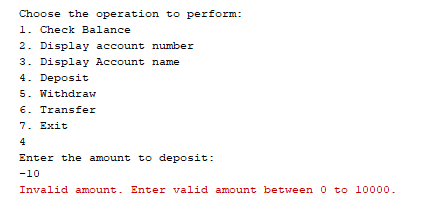 Choose the operation to perform:
1. Check Balance
2. Display account number
3. Display Account name
4. Deposit
5. Withdraw
6. Transfer
7. Exit
4
Enter the amount to deposit:
-10
Invalid amount. Enter valid amount between 0 to 10000.